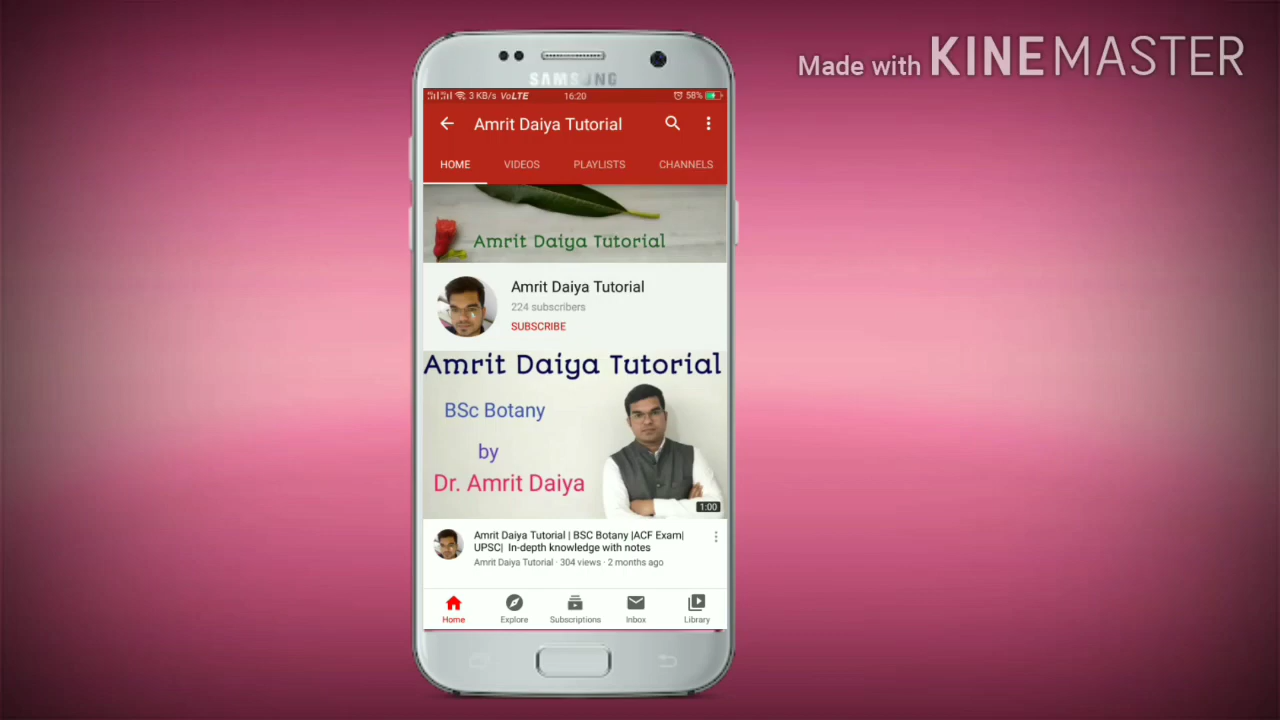 Made with KINEMASTER
SAMSUNG
3 KB/s VoLTE 16:20 58%
Amrit Daiya Tutorial
HOME VIDEOS PLAYLISTS CHANNELS
Amrit Daiya Tutorial
Amrit Daiya Tutorial
224 subscribers
SUBSCRIBE
Amrit Daiya Tutorial
BSc Botany
by
Dr. Amrit Daiya
1:00
Amrit Daiya Tutorial | BSC Botany |ACF Exam|
UPSC| In-depth knowledge with notes
Amrit Daiya Tutorial · 304 views · 2 months ago
Home Explore Subscriptions Inbox Library